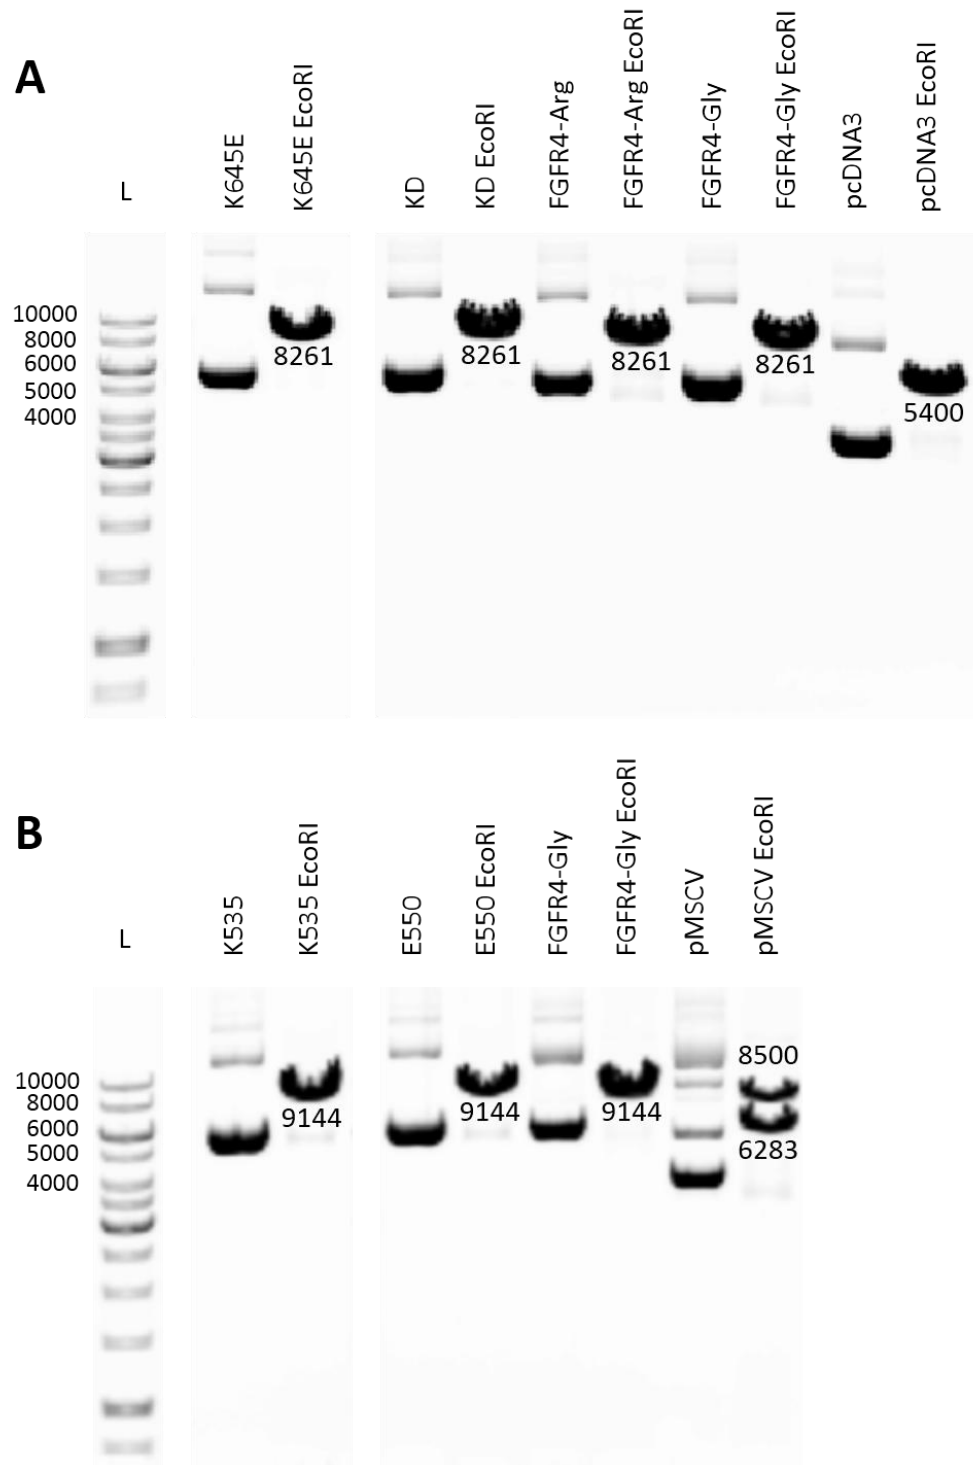 A
L
K645E
K645E EcoRI
KD
KD EcoRI
FGFR4-Arg
FGFR4-Arg EcoRI
FGFR4-Gly
FGFR4-Gly EcoRI
pcDNA3
pcDNA3 EcoRI
10000
8000
6000
5000
4000
8261
8261
8261
8261
5400
B
L
K535
K535 EcoRI
E550
E550 EcoRI
FGFR4-Gly
FGFR4-Gly EcoRI
pMSCV
pMSCV EcoRI
10000
8000
6000
5000
4000
9144
9144
9144
8500
6283